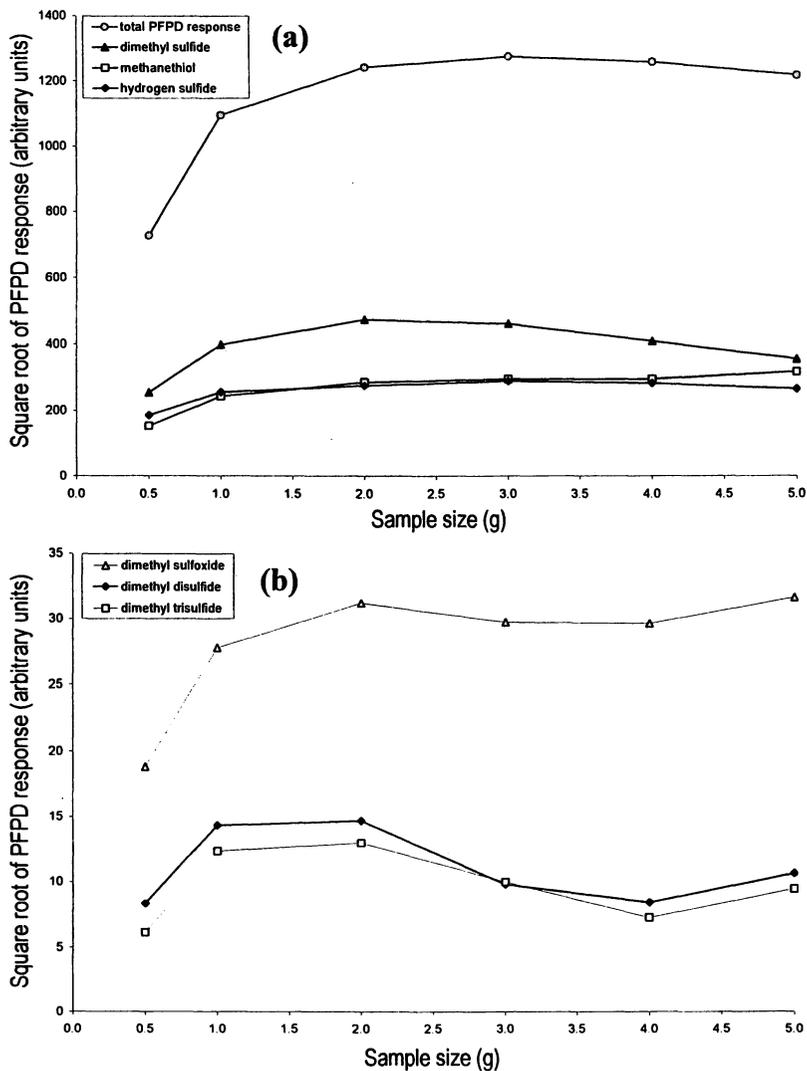 total PFPD response
dimethyl sulfide
methanethiol
hydrogen sulfide
(a)
Square root of PFPD response (arbitrary units)
1400
1200
1000
800
600
400
200
0
0.0 0.5 1.0 1.5 2.0 2.5 3.0 3.5 4.0 4.5 5.0
Sample size (g)
dimethyl sulfoxide
dimethyl disulfide
dimethyl trisulfide
(b)
Square root of PFPD response (arbitrary units)
35
30
25
20
15
10
5
0
0.0 0.5 1.0 1.5 2.0 2.5 3.0 3.5 4.0 4.5 5.0
Sample size (g)